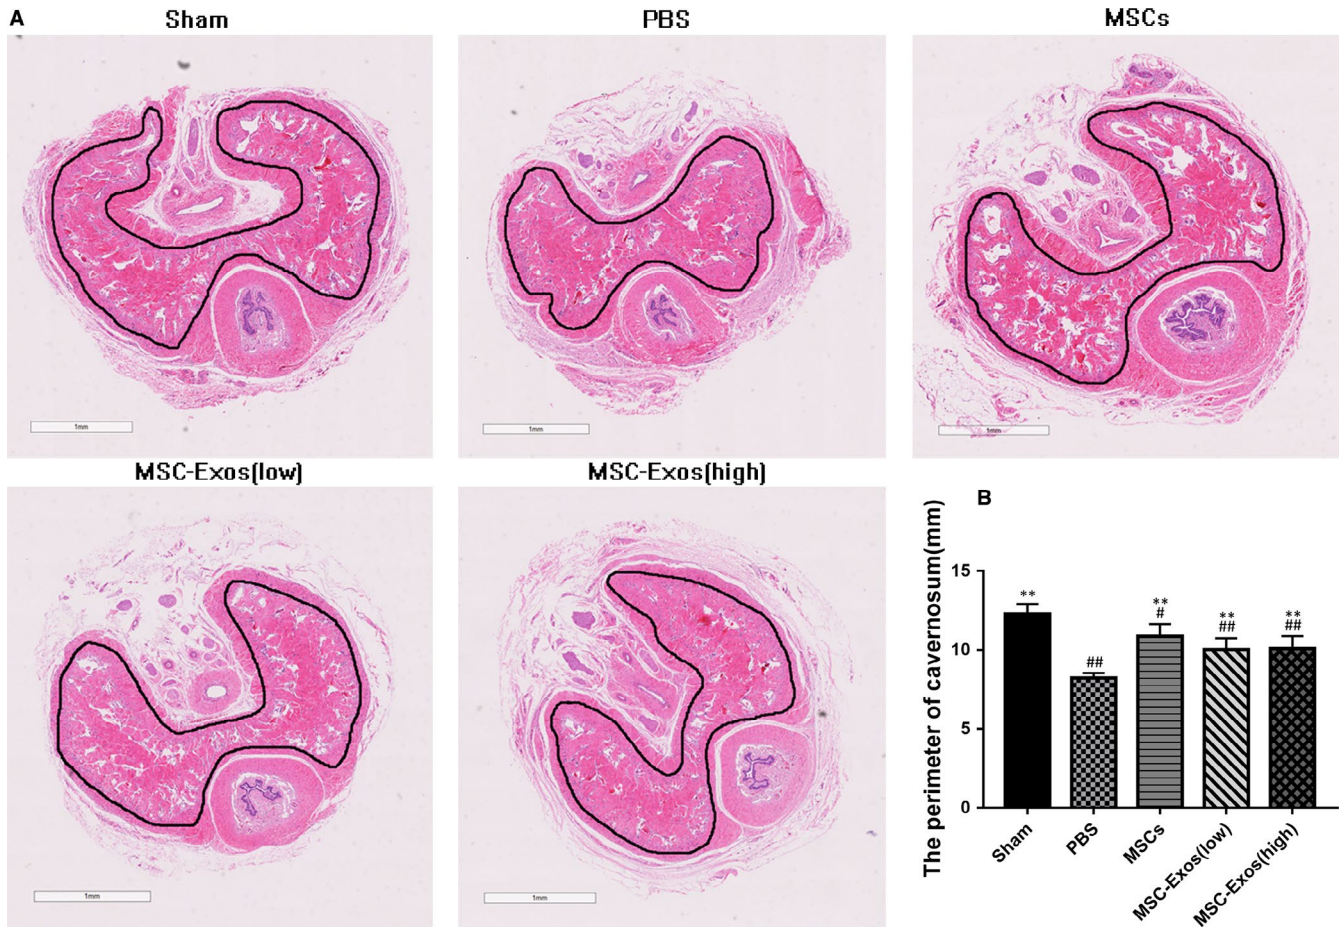 A
Sham
PBS
MSCs
1mm
1mm
1mm
MSC-Exos(low)
MSC-Exos(high)
1mm
1mm
B
The perimeter of cavernosum(mm)
15
10
5
0
**
##
**
#
**
##
**
##
Sham
PBS
MSCs
MSC-Exos(low)
MSC-Exos(high)